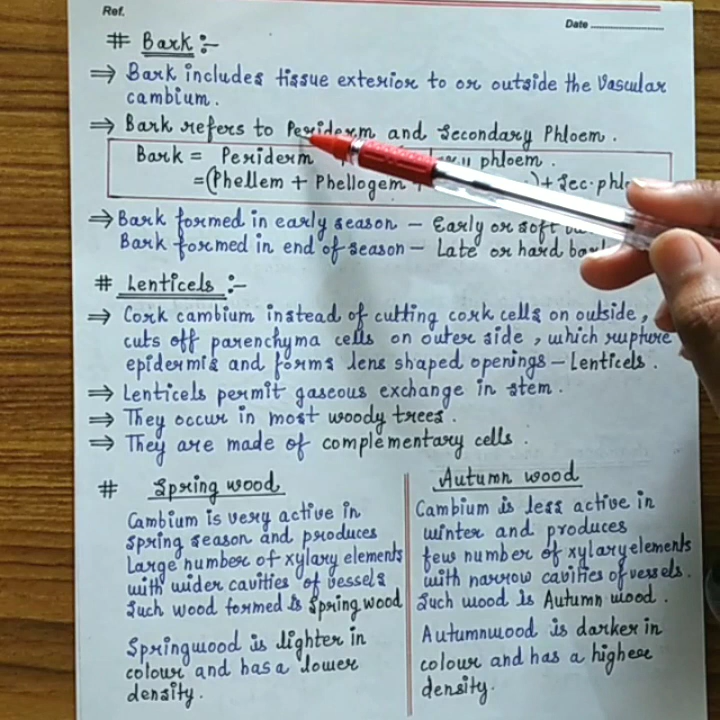 Ref.
Date
# Bark :-
⇒ Bark includes tissue exterior to or outside the Vascular
cambium.
⇒ Bark refers to Periderm and Secondary Phloem.
Bark = Periderm phloem.
=(Phellem + Phellogem + ) + Sec.
⇒ Bark formed in early season - Early or soft
Bark formed in end of season - Late or hard
# Lenticels :-
⇒ Cork cambium instead of cutting cork cells on outside,
cuts off parenchyma cells on outer side, which rupture
epidermis and forms lens shaped openings - Lenticels.
⇒ Lenticels permit gaseous exchange in stem.
⇒ They occur in most woody trees.
⇒ They are made of complementary cells.
# Spring wood
Cambium is very active in
spring season and produces
Large number of xylary elements
with wider cavities of vessels
Such wood formed is Spring wood
Springwood is lighter in
colour and has a lower
density.
Autumn wood
Cambium is less active in
winter and produces
few number of xylary elements
with narrow cavities of vessels.
Such wood is Autumn wood.
Autumnwood is darker in
colour and has a higher
density.